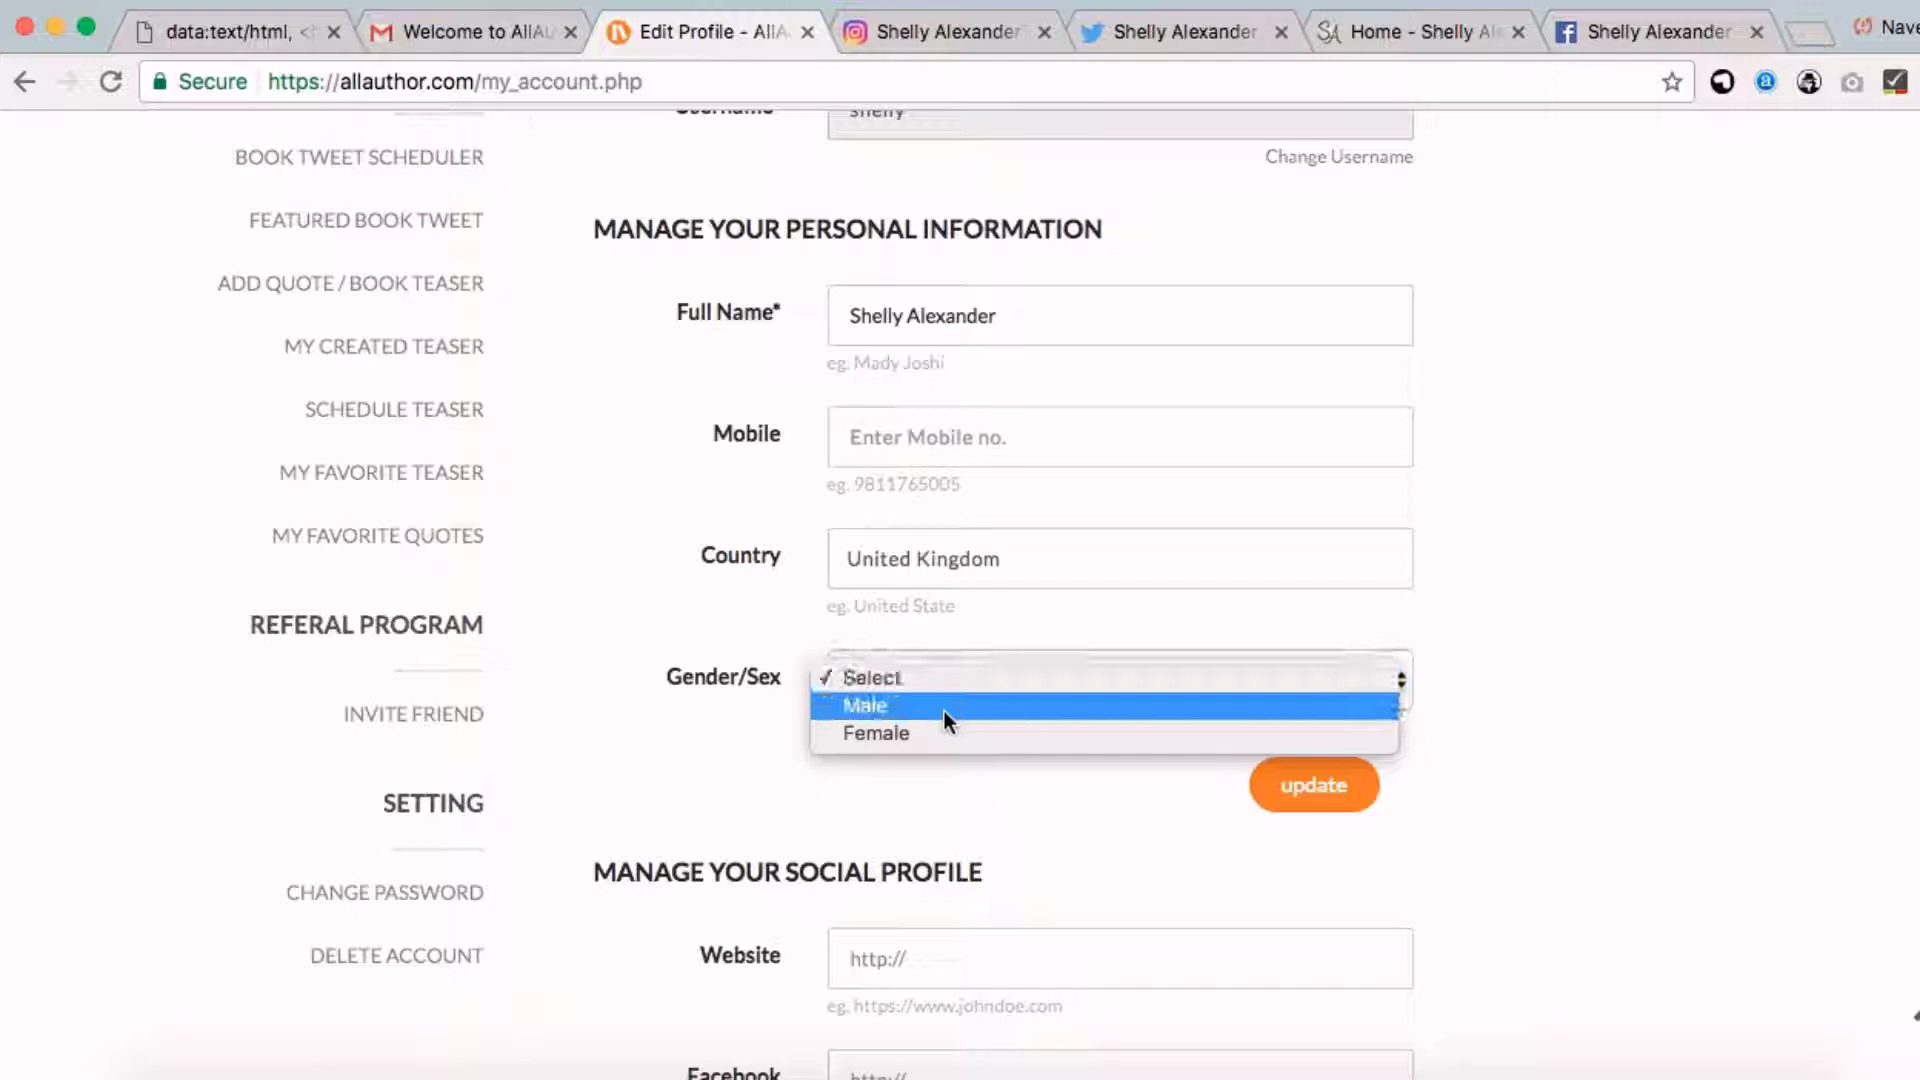 data:text/html, <
Welcome to AllAu
Edit Profile - AllA
Shelly Alexander
Shelly Alexander
Home - Shelly Al
Shelly Alexander
Nave
Secure
https://allauthor.com/my_account.php
Username
shelly
Change Username
BOOK TWEET SCHEDULER
FEATURED BOOK TWEET
ADD QUOTE / BOOK TEASER
MY CREATED TEASER
SCHEDULE TEASER
MY FAVORITE TEASER
MY FAVORITE QUOTES
REFERAL PROGRAM
INVITE FRIEND
SETTING
CHANGE PASSWORD
DELETE ACCOUNT
MANAGE YOUR PERSONAL INFORMATION
Full Name*
Shelly Alexander
eg. Mady Joshi
Mobile
Enter Mobile no.
eg. 9811765005
Country
United Kingdom
eg. United State
Gender/Sex
✓ Select
Male
Female
update
MANAGE YOUR SOCIAL PROFILE
Website
http://
eg. https://www.johndoe.com
Facebook
http://